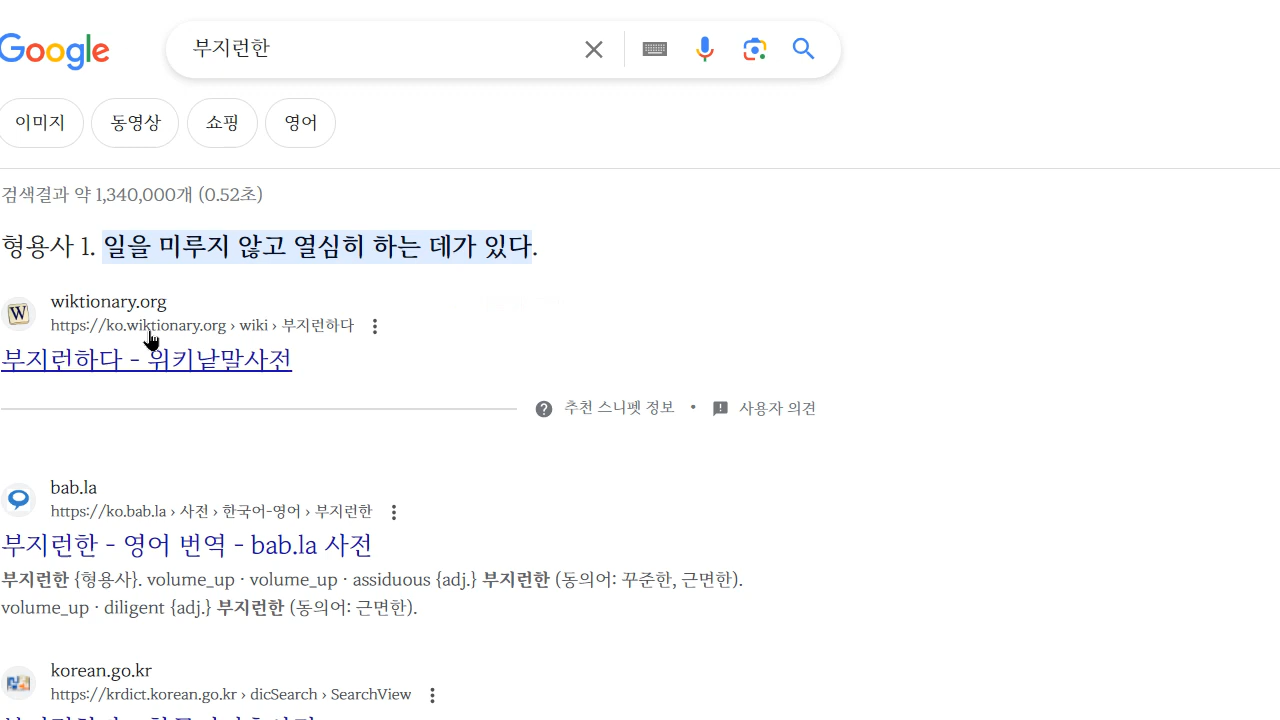 Google
부지런한
이미지
동영상
쇼핑
영어
검색결과 약 1,340,000개 (0.52초)
형용사 1. 일을 미루지 않고 열심히 하는 데가 있다.
W
wiktionary.org
https://ko.wiktionary.org › wiki › 부지런하다
부지런하다 - 위키낱말사전
추천 스니펫 정보 • 사용자 의견
bab.la
https://ko.bab.la › 사전 › 한국어-영어 › 부지런한
부지런한 - 영어 번역 - bab.la 사전
부지런한 {형용사}. volume_up · volume_up · assiduous {adj.} 부지런한 (동의어: 꾸준한, 근면한).
volume_up · diligent {adj.} 부지런한 (동의어: 근면한).
korean.go.kr
https://krdict.korean.go.kr › dicSearch › SearchView